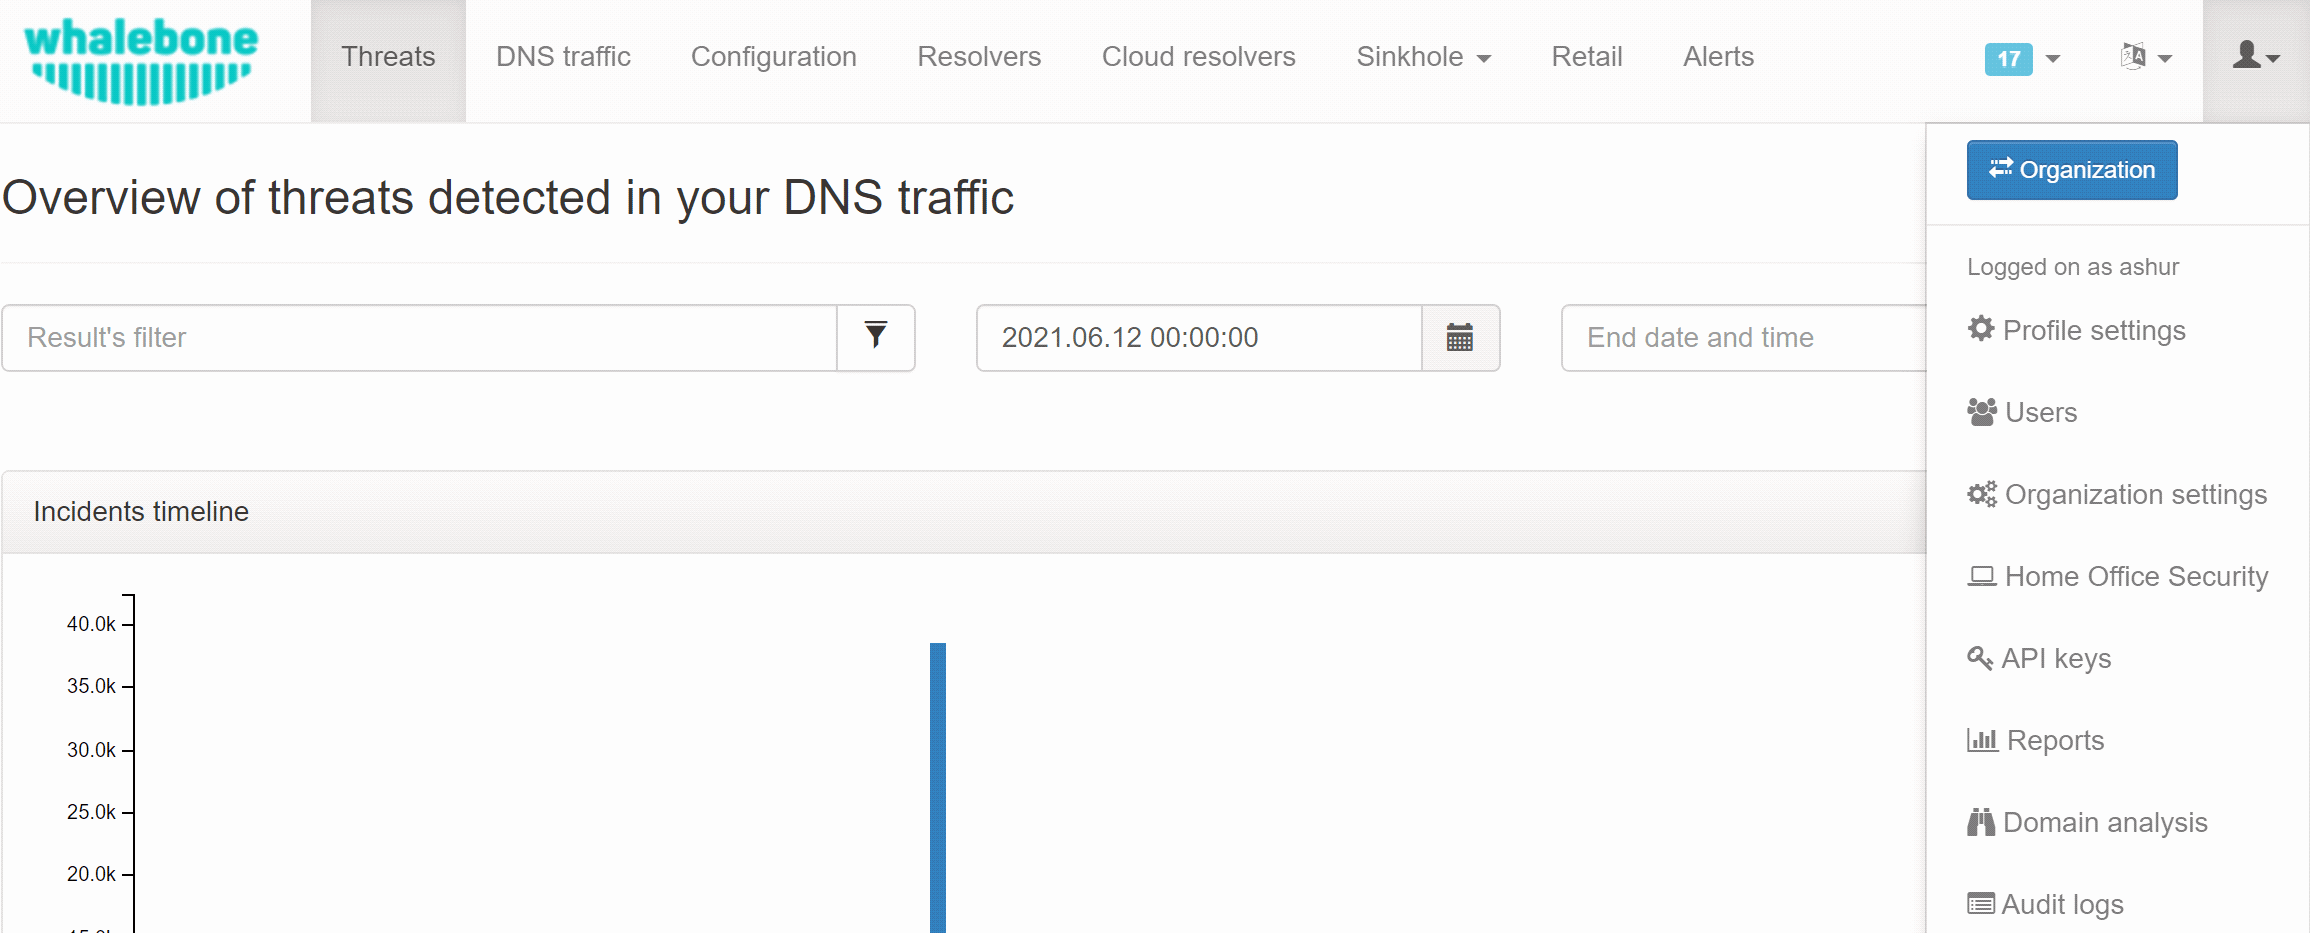 whalebone
Threats
DNS traffic
Configuration
Resolvers
Cloud resolvers
Sinkhole
Retail
Alerts
17
Organization
Overview of threats detected in your DNS traffic
Logged on as ashur
Result's filter
2021.06.12 00:00:00
End date and time
Profile settings
Users
Organization settings
Home Office Security
API keys
Reports
Domain analysis
Audit logs
Incidents timeline
40.0k
35.0k
30.0k
25.0k
20.0k